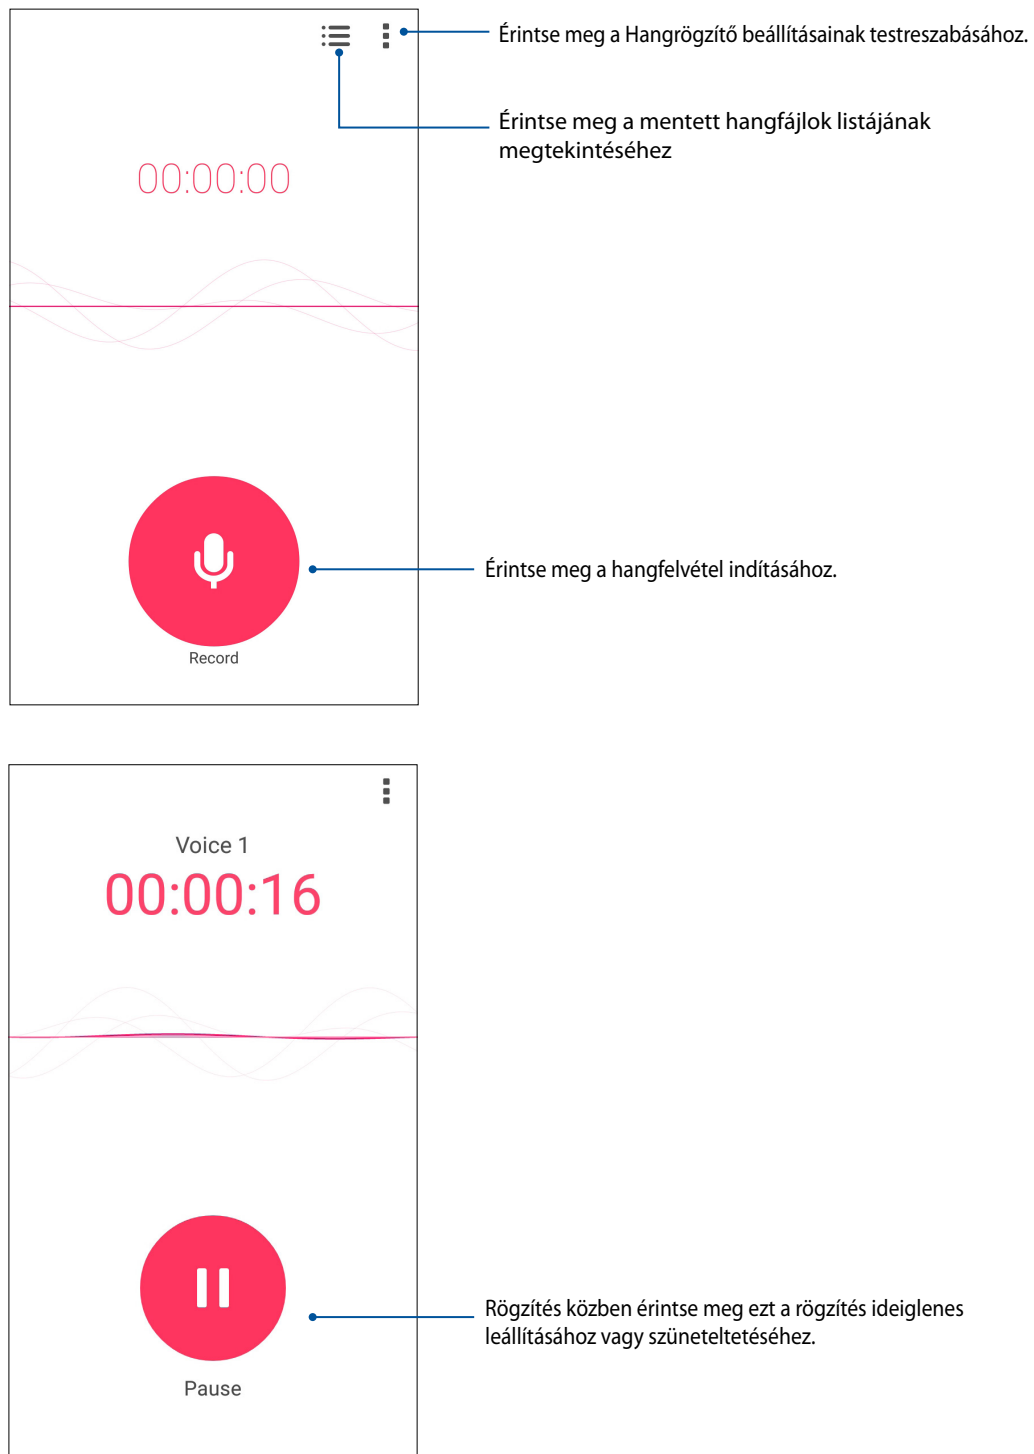 Érintse meg a Hangrögzítő beállításainak testreszabásához.
Érintse meg a mentett hangfájlok listájának
megtekintéséhez
00:00:00
Érintse meg a hangfelvétel indításához.
Record
Voice 1
00:00:16
Rögzítés közben érintse meg ezt a rögzítés ideiglenes
leállításához vagy szüneteltetéséhez.
Pause